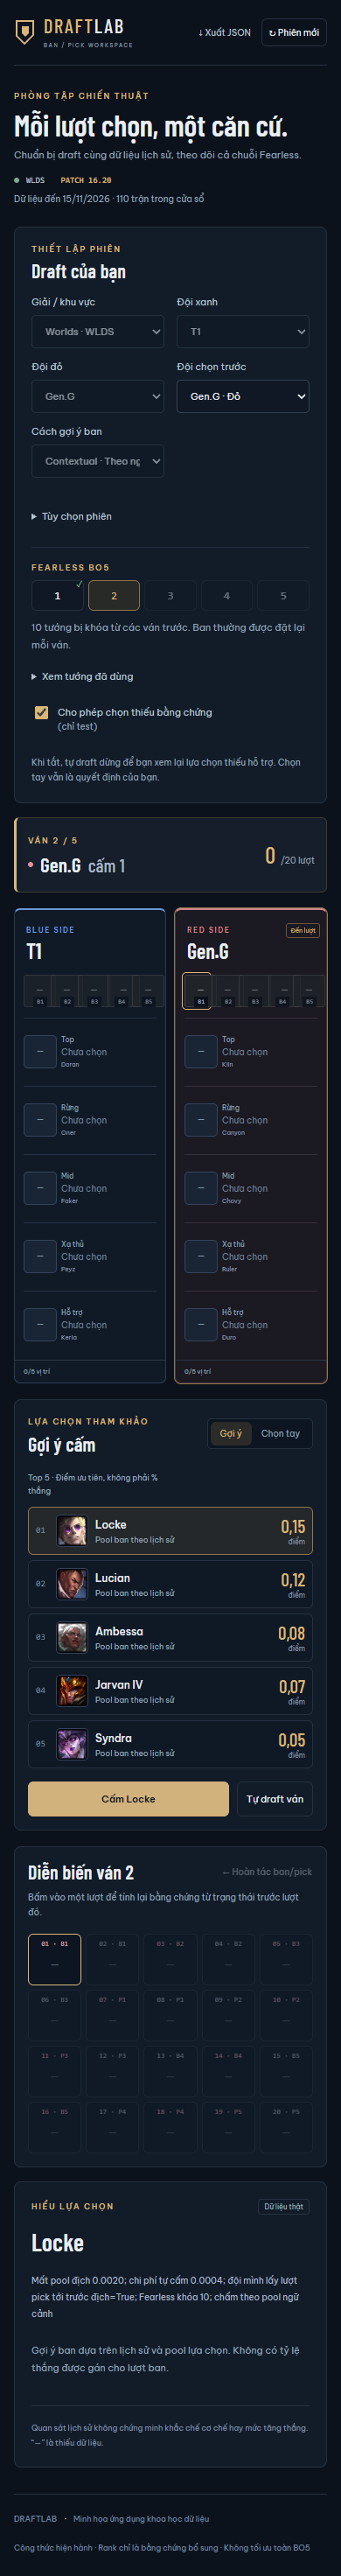 DRAFTLAB
BAN / PICK WORKSPACE
↓ Xuất JSON
↻ Phiên mới
PHÒNG TẬP CHIẾN THUẬT
Mỗi lượt chọn, một căn cứ.
Chuẩn bị draft cùng dữ liệu lịch sử, theo dõi cả chuỗi Fearless.
WLDS PATCH 16.20
Dữ liệu đến 15/11/2026 · 110 trận trong cửa sổ
THIẾT LẬP PHIÊN
Draft của bạn
Giải / khu vực
Đội xanh
Worlds · WLDS
T1
Đội đỏ
Đội chọn trước
Gen.G
Gen.G · Đỏ
Cách gợi ý ban
Contextual · Theo ng
▸ Tùy chọn phiên
FEARLESS BO5
1 ✓ 2 3 4 5
10 tướng bị khóa từ các ván trước. Ban thường được đặt lại
mỗi ván.
▸ Xem tướng đã dùng
Cho phép chọn thiếu bằng chứng
(chỉ test)
Khi tắt, tự draft dừng để bạn xem lại lựa chọn thiếu hỗ trợ. Chọn
tay vẫn là quyết định của bạn.
VÁN 2 / 5
Gen.G cấm 1
0 /20 lượt
BLUE SIDE
T1
— — — — —
B1 B2 B3 B4 B5
—
Top
Chưa chọn
Doran
—
Rừng
Chưa chọn
Oner
—
Mid
Chưa chọn
Faker
—
Xạ thủ
Chưa chọn
Peyz
—
Hỗ trợ
Chưa chọn
Keria
0/5 vị trí
RED SIDE
Đến lượt
Gen.G
— — — — —
B1 B2 B3 B4 B5
—
Top
Chưa chọn
Kiin
—
Rừng
Chưa chọn
Canyon
—
Mid
Chưa chọn
Chovy
—
Xạ thủ
Chưa chọn
Ruler
—
Hỗ trợ
Chưa chọn
Duro
0/5 vị trí
LỰA CHỌN THAM KHẢO
Gợi ý cấm
Gợi ý
Chọn tay
Top 5 · Điểm ưu tiên, không phải %
thắng
01
Locke
Pool ban theo lịch sử
0,15
điểm
02
Lucian
Pool ban theo lịch sử
0,12
điểm
03
Ambessa
Pool ban theo lịch sử
0,08
điểm
04
Jarvan IV
Pool ban theo lịch sử
0,07
điểm
05
Syndra
Pool ban theo lịch sử
0,05
điểm
Cấm Locke
Tự draft ván
Diễn biến ván 2
← Hoàn tác ban/pick
Bấm vào một lượt để tính lại bằng chứng từ trạng thái trước lượt
đó.
01 · B1 02 · B1 03 · B2 04 · B2 05 · B3
— — — — —
06 · B3 07 · P1 08 · P1 09 · P2 10 · P2
— — — — —
11 · P3 12 · P3 13 · B4 14 · B4 15 · B5
— — — — —
16 · B5 17 · P4 18 · P4 19 · P5 20 · P5
— — — — —
HIỂU LỰA CHỌN
Dữ liệu thật
Locke
Mất pool địch 0.0020; chi phí tự cấm 0.0004; đội mình lấy lượt
pick tới trước địch=True; Fearless khóa 10; chấm theo pool ngữ
cảnh
Gợi ý ban dựa trên lịch sử và pool lựa chọn. Không có tỷ lệ
thắng được gán cho lượt ban.
Quan sát lịch sử không chứng minh khắc chế cơ chế hay mức tăng thắng.
"—" là thiếu dữ liệu.
DRAFTLAB · Minh họa ứng dụng khoa học dữ liệu
Công thức hiện hành · Rank chỉ là bằng chứng bổ sung · Không tối ưu toàn BO5